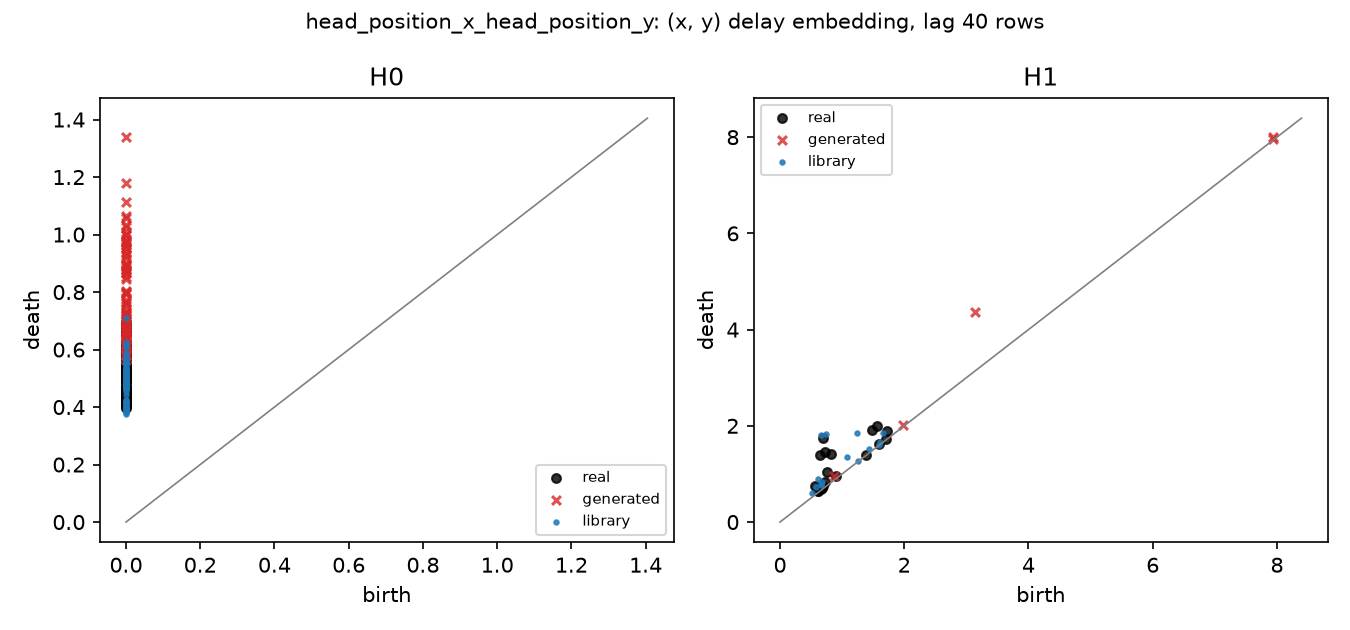 head_position_x_head_position_y: (x, y) delay embedding, lag 40 rows
H0
1.4
1.2
1.0
0.8
0.6
0.4
0.2
0.0
death
real
generated
library
0.0 0.2 0.4 0.6 0.8 1.0 1.2 1.4
birth
H1
real
generated
library
8
6
4
2
0
death
0 2 4 6 8
birth